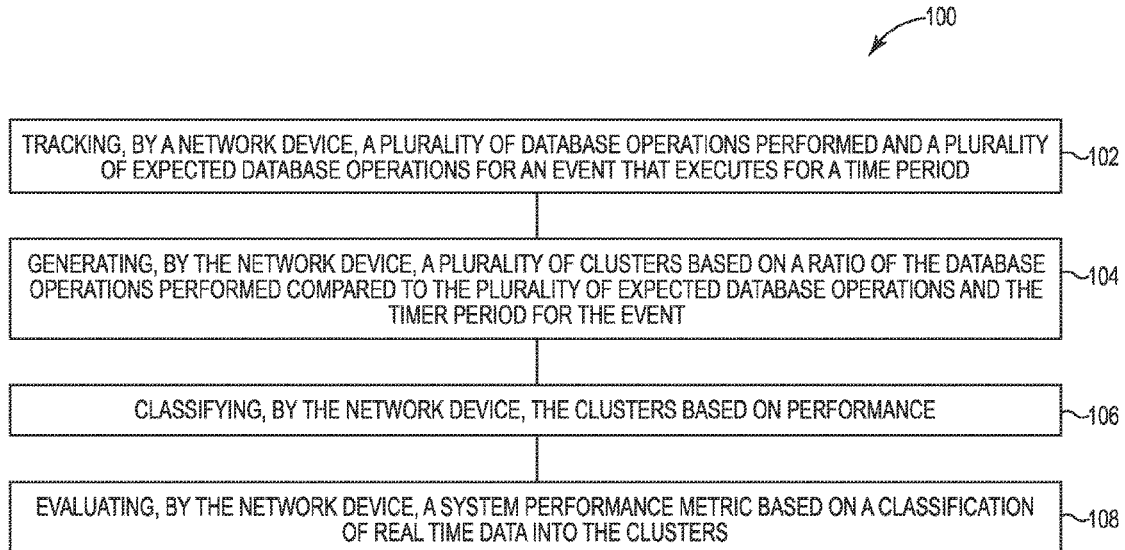 100
TRACKING, BY A NETWORK DEVICE, A PLURALITY OF DATABASE OPERATIONS PERFORMED AND A PLURALITY
OF EXPECTED DATABASE OPERATIONS FOR AN EVENT THAT EXECUTES FOR A TIME PERIOD
102
GENERATING, BY THE NETWORK DEVICE, A PLURALITY OF CLUSTERS BASED ON A RATIO OF THE DATABASE
OPERATIONS PERFORMED COMPARED TO THE PLURALITY OF EXPECTED DATABASE OPERATIONS AND THE
TIMER PERIOD FOR THE EVENT
104
CLASSIFYING, BY THE NETWORK DEVICE, THE CLUSTERS BASED ON PERFORMANCE
106
EVALUATING, BY THE NETWORK DEVICE, A SYSTEM PERFORMANCE METRIC BASED ON A CLASSIFICATION
OF REAL TIME DATA INTO THE CLUSTERS
108